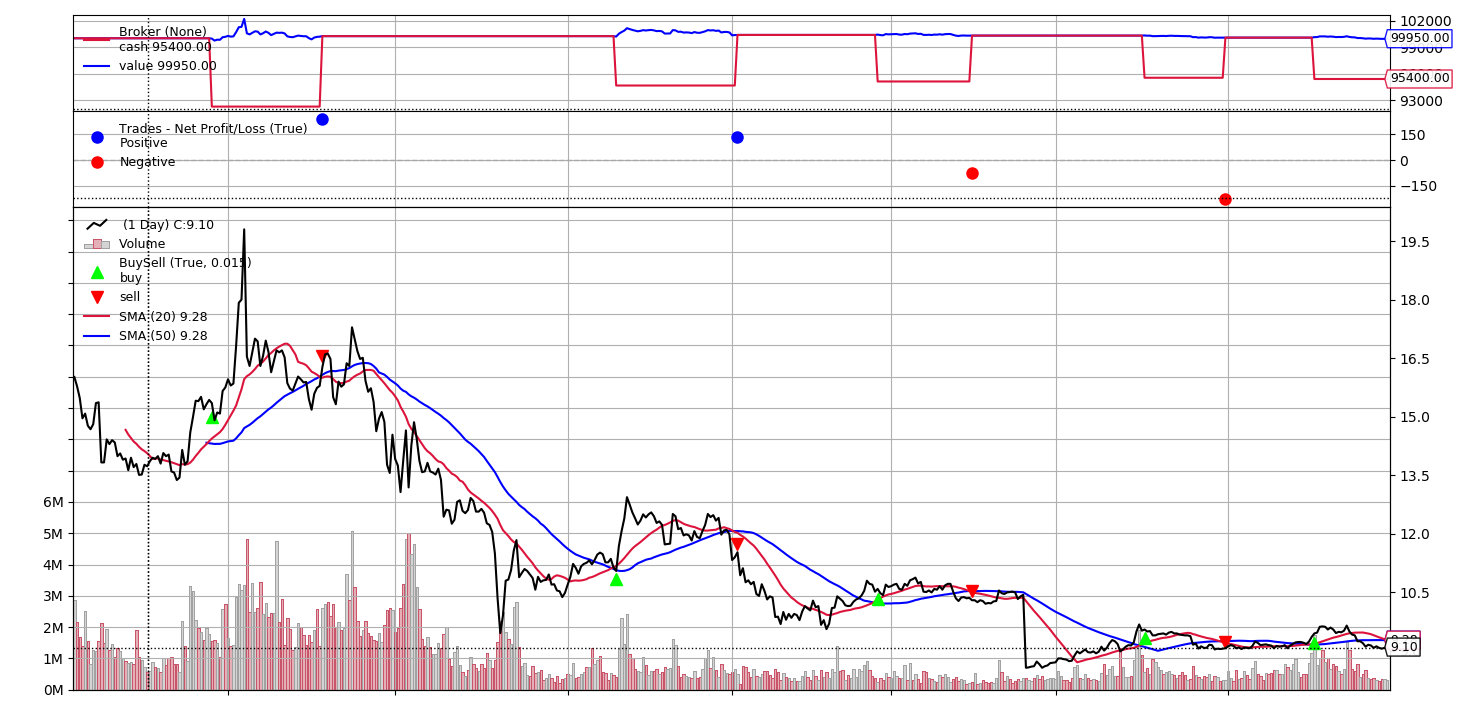 Broker (None)
cash 95400.00
value 99950.00
102000
99950.00
99000
95400.00
93000
Trades - Net Profit/Loss (True)
Positive
Negative
150
0
−150
(1 Day) C:9.10
Volume
BuySell (True, 0.015)
buy
sell
SMA (20) 9.28
SMA (50) 9.28
19.5
18.0
16.5
15.0
13.5
12.0
10.5
9.28
9.10
6M
5M
4M
3M
2M
1M
0M